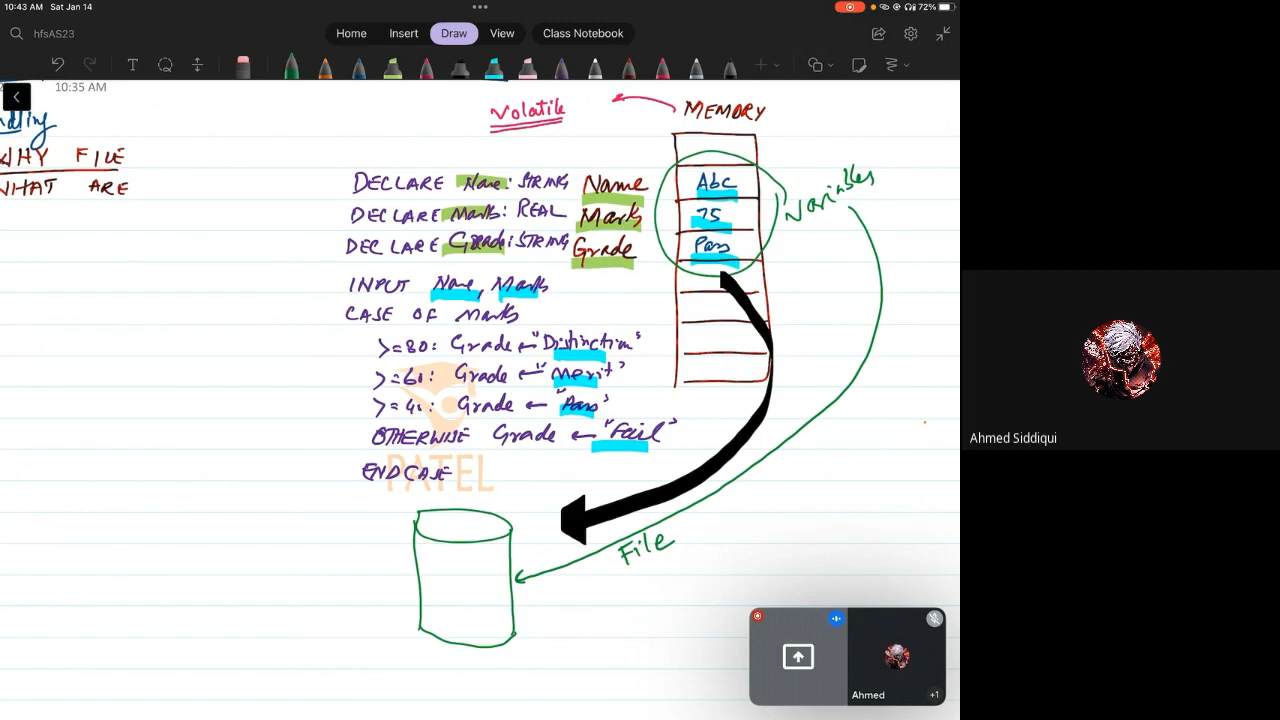 10:43 AM Sat Jan 14
72%
hfsAS23
Home Insert Draw View Class Notebook
10:35 AM
ndling
WHY FILE
WHAT ARE
Volatile
MEMORY
DECLARE Name: STRING Name Abc
DECLARE Marks: REAL Marks 75
DECLARE Grade: STRING Grade Pass
Variables
INPUT Name, Marks
CASE OF Marks
>=80: Grade ← "Distinction"
>=60: Grade ← "Merit"
>=40: Grade ← "Pass"
OTHERWISE Grade ← "Fail"
ENDCASE
PATEL
File
Ahmed Siddiqui
Ahmed +1